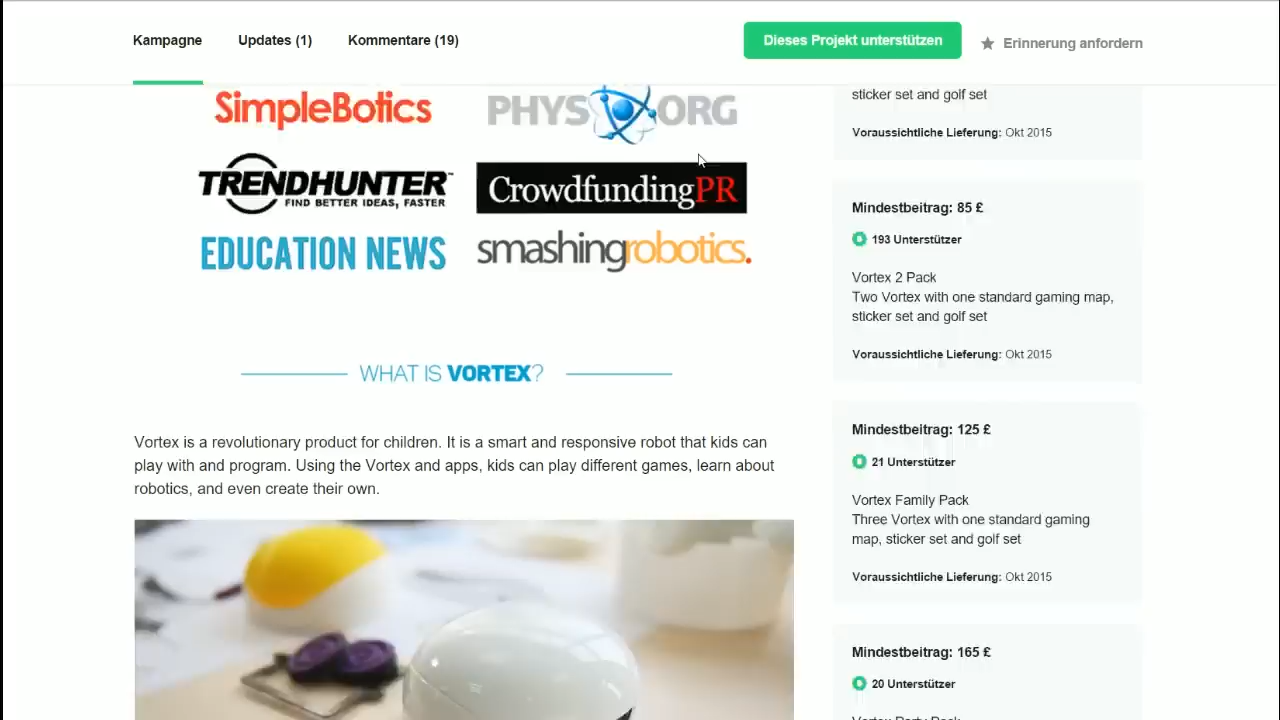 Kampagne
Updates (1)
Kommentare (19)
Dieses Projekt unterstützen
Erinnerung anfordern
SimpleBotics
PHYS ORG
TRENDHUNTER™
FIND BETTER IDEAS, FASTER
CrowdfundingPR
EDUCATION NEWS
smashingrobotics.
WHAT IS VORTEX?
Vortex is a revolutionary product for children. It is a smart and responsive robot that kids can
play with and program. Using the Vortex and apps, kids can play different games, learn about
robotics, and even create their own.
sticker set and golf set
Voraussichtliche Lieferung: Okt 2015
Mindestbeitrag: 85 £
193 Unterstützer
Vortex 2 Pack
Two Vortex with one standard gaming map,
sticker set and golf set
Voraussichtliche Lieferung: Okt 2015
Mindestbeitrag: 125 £
21 Unterstützer
Vortex Family Pack
Three Vortex with one standard gaming
map, sticker set and golf set
Voraussichtliche Lieferung: Okt 2015
Mindestbeitrag: 165 £
20 Unterstützer
Vortex Party Pack